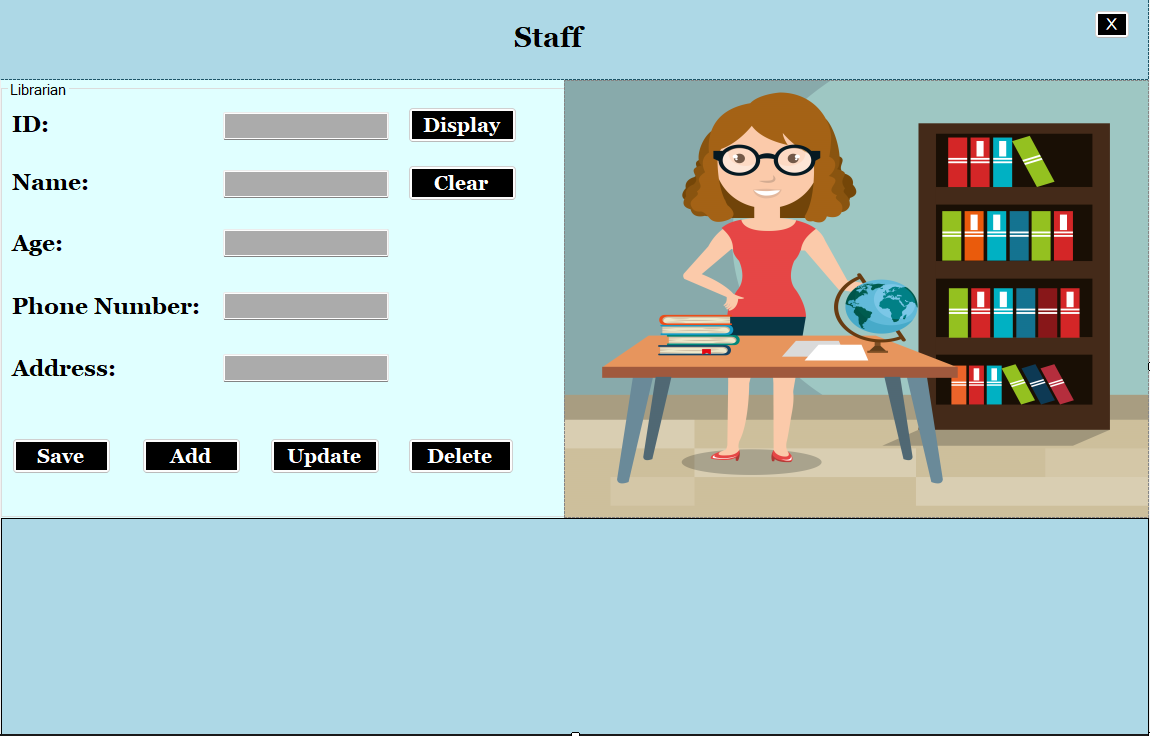 Staff
X
Librarian
ID:
Display
Name:
Clear
Age:
Phone Number:
Address:
Save Add Update Delete